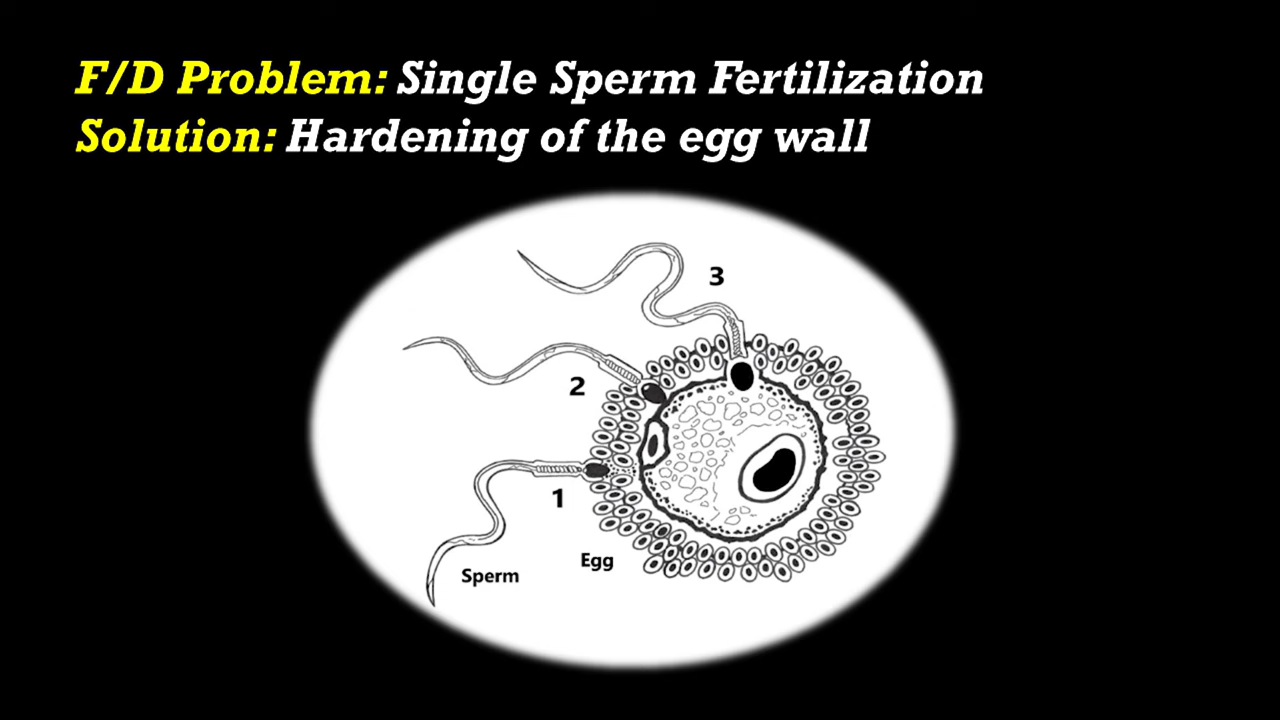 F/D Problem: Single Sperm Fertilization
Solution: Hardening of the egg wall
3
2
1
Egg
Sperm